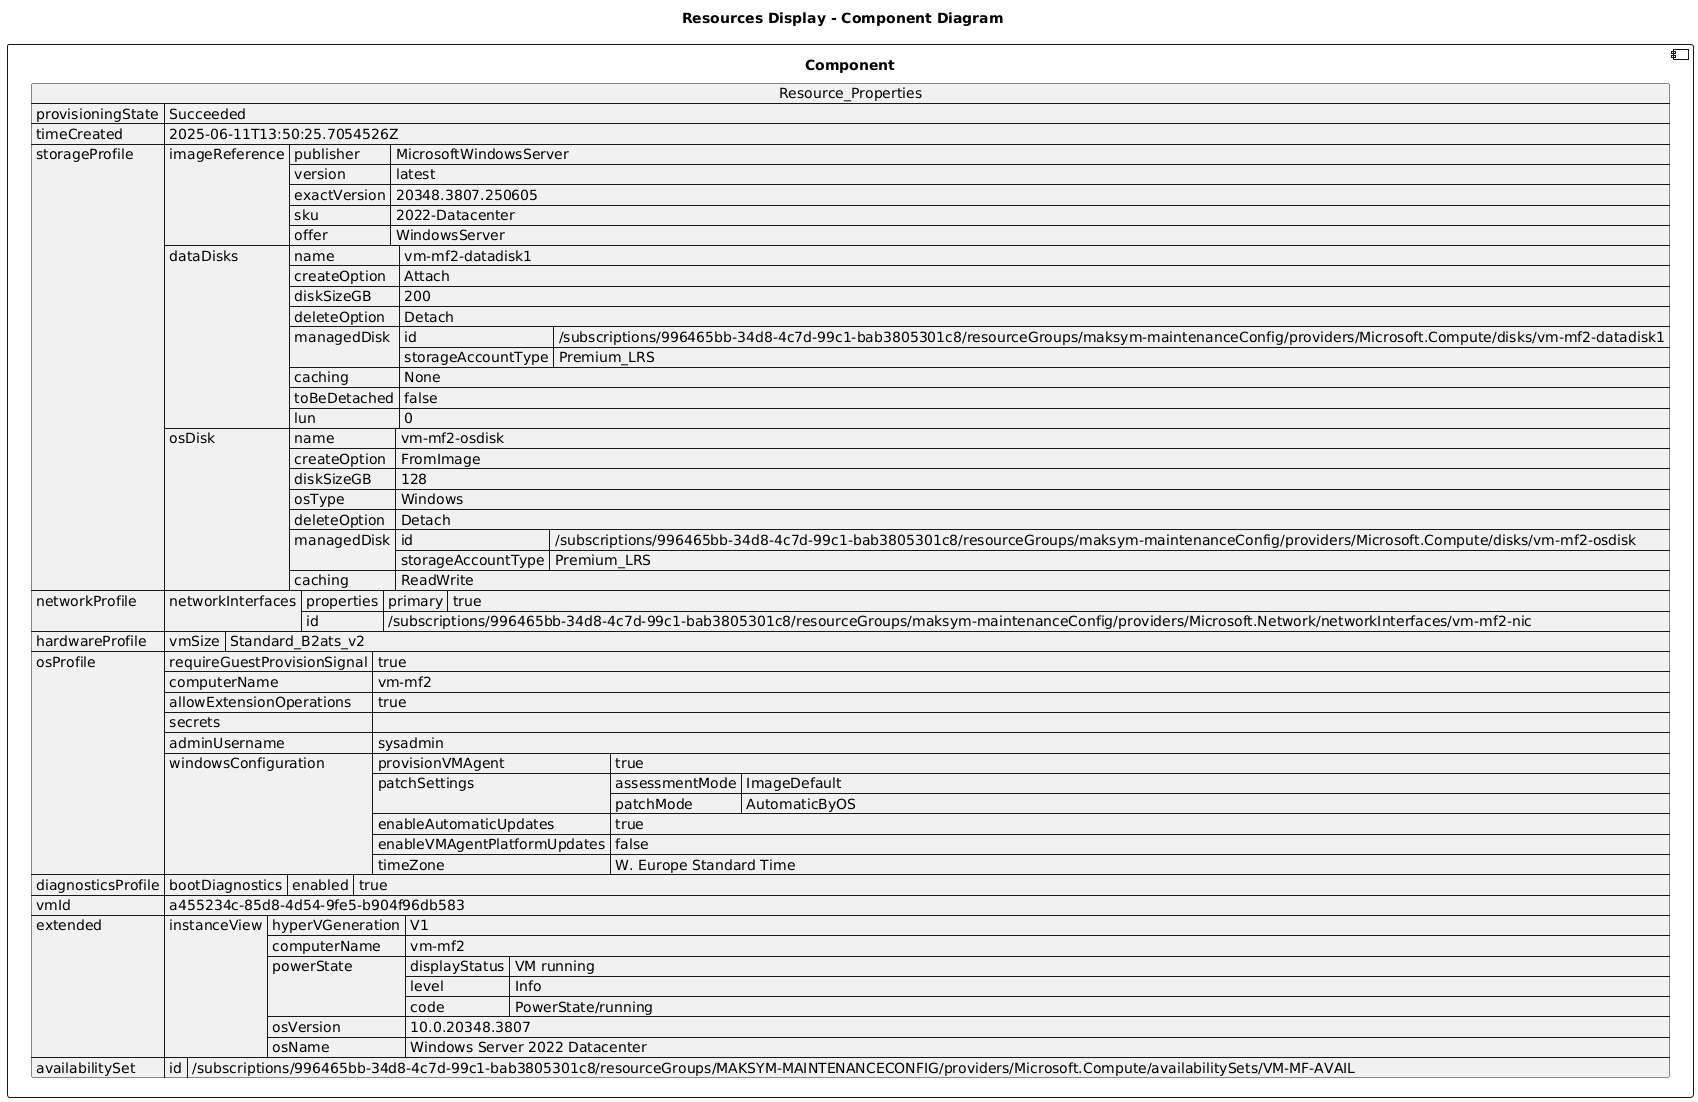 Resources Display - Component Diagram
Component
Resource_Properties
provisioningState Succeeded
timeCreated 2025-06-11T13:50:25.7054526Z
storageProfile imageReference publisher MicrosoftWindowsServer
version latest
exactVersion 20348.3807.250605
sku 2022-Datacenter
offer WindowsServer
dataDisks name vm-mf2-datadisk1
createOption Attach
diskSizeGB 200
deleteOption Detach
managedDisk id /subscriptions/996465bb-34d8-4c7d-99c1-bab3805301c8/resourceGroups/maksym-maintenanceConfig/providers/Microsoft.Compute/disks/vm-mf2-datadisk1
storageAccountType Premium_LRS
caching None
toBeDetached false
lun 0
osDisk name vm-mf2-osdisk
createOption FromImage
diskSizeGB 128
osType Windows
deleteOption Detach
managedDisk id /subscriptions/996465bb-34d8-4c7d-99c1-bab3805301c8/resourceGroups/maksym-maintenanceConfig/providers/Microsoft.Compute/disks/vm-mf2-osdisk
storageAccountType Premium_LRS
caching ReadWrite
networkProfile networkInterfaces properties primary true
id /subscriptions/996465bb-34d8-4c7d-99c1-bab3805301c8/resourceGroups/maksym-maintenanceConfig/providers/Microsoft.Network/networkInterfaces/vm-mf2-nic
hardwareProfile vmSize Standard_B2ats_v2
osProfile requireGuestProvisionSignal true
computerName vm-mf2
allowExtensionOperations true
secrets
adminUsername sysadmin
windowsConfiguration provisionVMAgent true
patchSettings assessmentMode ImageDefault
patchMode AutomaticByOS
enableAutomaticUpdates true
enableVMAgentPlatformUpdates false
timeZone W. Europe Standard Time
diagnosticsProfile bootDiagnostics enabled true
vmId a455234c-85d8-4d54-9fe5-b904f96db583
extended instanceView hyperVGeneration V1
computerName vm-mf2
powerState displayStatus VM running
level Info
code PowerState/running
osVersion 10.0.20348.3807
osName Windows Server 2022 Datacenter
availabilitySet id /subscriptions/996465bb-34d8-4c7d-99c1-bab3805301c8/resourceGroups/MAKSYM-MAINTENANCECONFIG/providers/Microsoft.Compute/availabilitySets/VM-MF-AVAIL